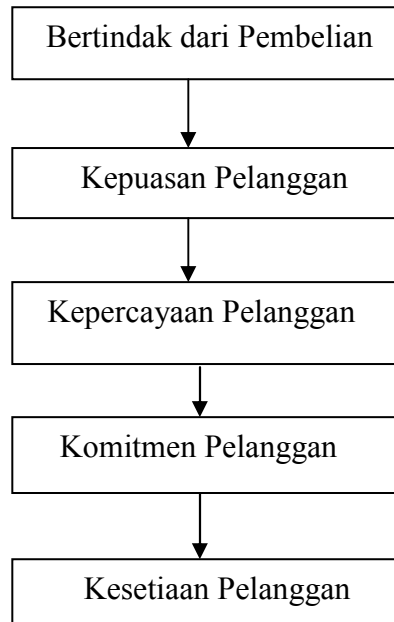 Bertindak dari Pembelian
Kepuasan Pelanggan
Kepercayaan Pelanggan
Komitmen Pelanggan
Kesetiaan Pelanggan